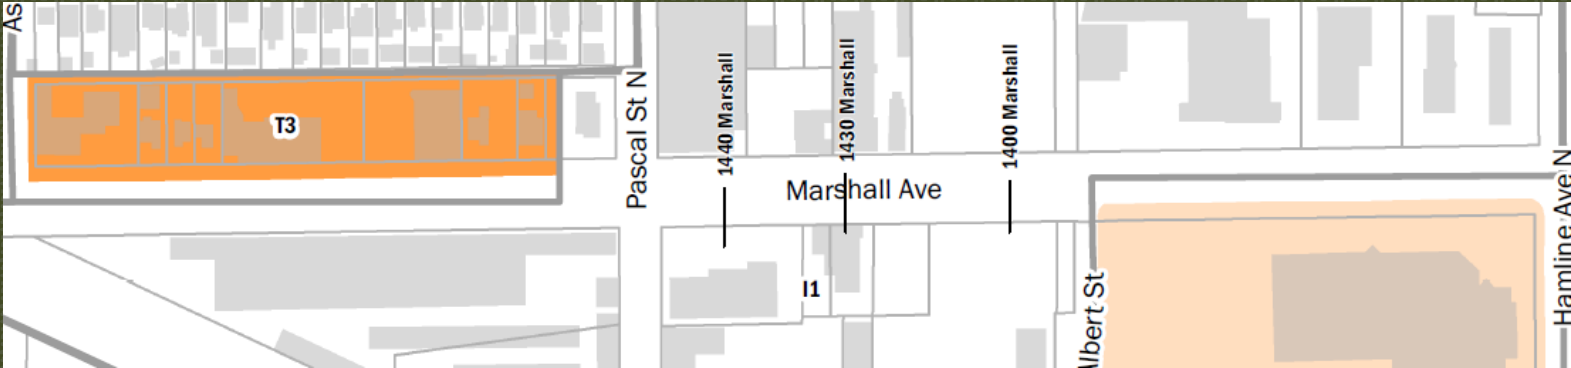 As
T3
Pascal St N
1440 Marshall
1430 Marshall
1400 Marshall
Marshall Ave
I1
Albert St
Hamline Ave N